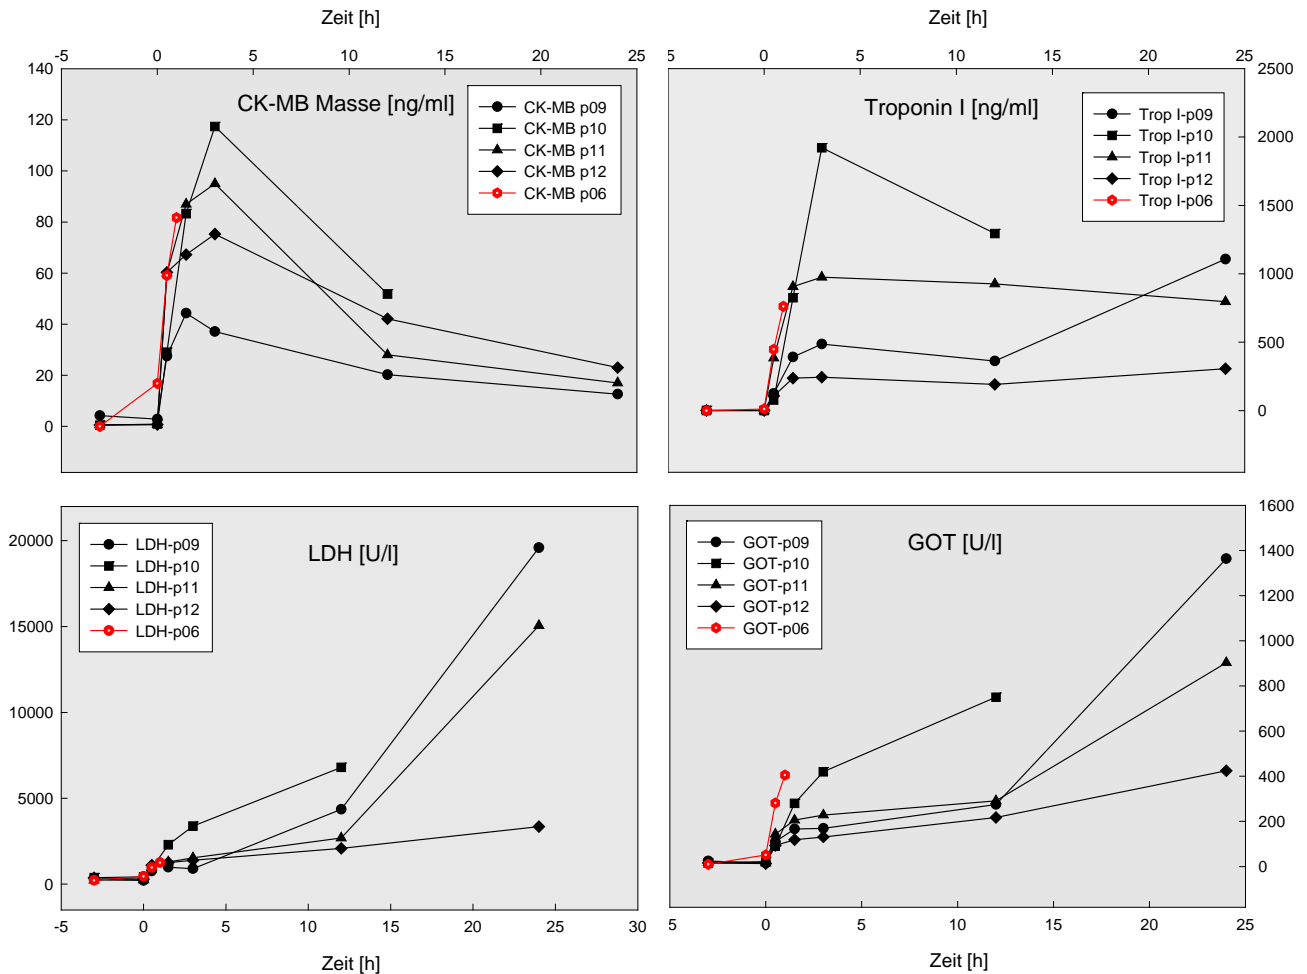 Zeit [h]
Zeit [h]
-5 0 5 10 15 20 25
5 0 5 10 15 20 25
140
120
100
80
60
40
20
0
CK-MB Masse [ng/ml]
CK-MB p09
CK-MB p10
CK-MB p11
CK-MB p12
CK-MB p06
Troponin I [ng/ml]
Trop I-p09
Trop I-p10
Trop I-p11
Trop I-p12
Trop I-p06
2500
2000
1500
1000
500
0
20000
15000
10000
5000
0
LDH-p09
LDH-p10
LDH-p11
LDH-p12
LDH-p06
LDH [U/l]
-5 0 5 10 15 20 25 30
Zeit [h]
GOT-p09
GOT-p10
GOT-p11
GOT-p12
GOT-p06
GOT [U/l]
1600
1400
1200
1000
800
600
400
200
0
5 0 5 10 15 20 25
Zeit [h]